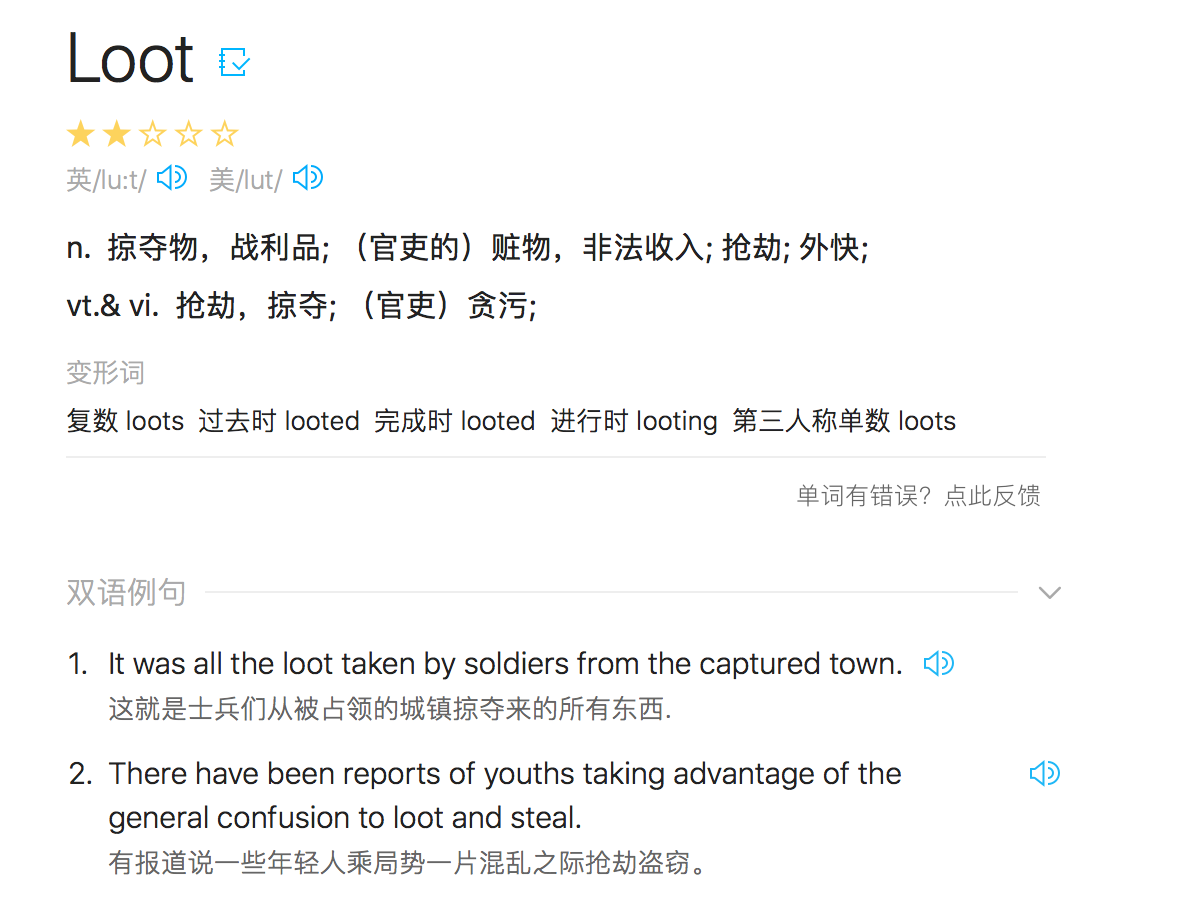 Loot
英/lu:t/ 美/lut/
n. 掠夺物，战利品; （官吏的）赃物，非法收入; 抢劫; 外快;
vt.& vi. 抢劫，掠夺; （官吏）贪污;
变形词
复数 loots 过去时 looted 完成时 looted 进行时 looting 第三人称单数 loots
单词有错误？点此反馈
双语例句
1. It was all the loot taken by soldiers from the captured town.
这就是士兵们从被占领的城镇掠夺来的所有东西.
2. There have been reports of youths taking advantage of the
general confusion to loot and steal.
有报道说一些年轻人乘局势一片混乱之际抢劫盗窃。